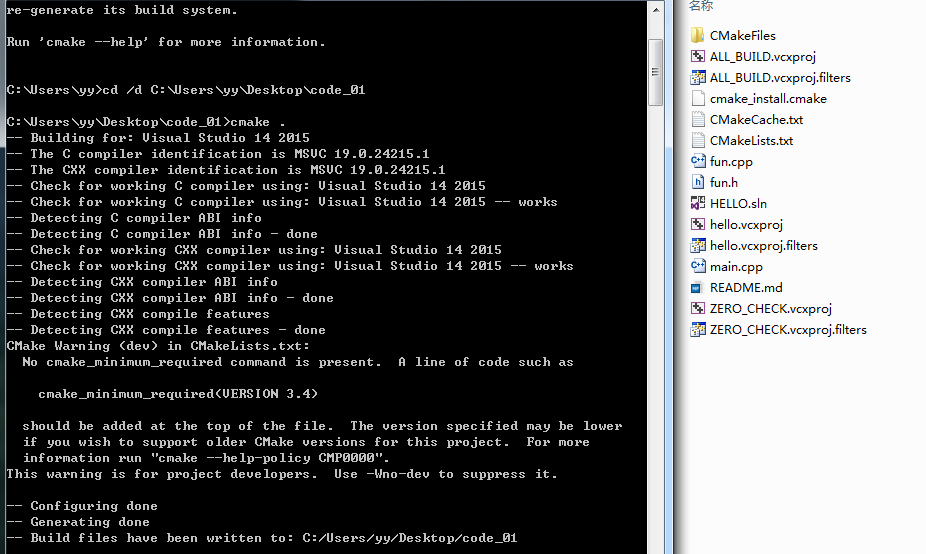 re-generate its build system.
Run 'cmake --help' for more information.
C:\Users\yy>cd /d C:\Users\yy\Desktop\code_01
C:\Users\yy\Desktop\code_01>cmake .
-- Building for: Visual Studio 14 2015
-- The C compiler identification is MSVC 19.0.24215.1
-- The CXX compiler identification is MSVC 19.0.24215.1
-- Check for working C compiler using: Visual Studio 14 2015
-- Check for working C compiler using: Visual Studio 14 2015 -- works
-- Detecting C compiler ABI info
-- Detecting C compiler ABI info - done
-- Check for working CXX compiler using: Visual Studio 14 2015
-- Check for working CXX compiler using: Visual Studio 14 2015 -- works
-- Detecting CXX compiler ABI info
-- Detecting CXX compiler ABI info - done
-- Detecting CXX compile features
-- Detecting CXX compile features - done
CMake Warning (dev) in CMakeLists.txt:
No cmake_minimum_required command is present.  A line of code such as
cmake_minimum_required(VERSION 3.4)
should be added at the top of the file.  The version specified may be lower
if you wish to support older CMake versions for this project.  For more
information run "cmake --help-policy CMP0000".
This warning is for project developers.  Use -Wno-dev to suppress it.
-- Configuring done
-- Generating done
-- Build files have been written to: C:/Users/yy/Desktop/code_01
名称
CMakeFiles
ALL_BUILD.vcxproj
ALL_BUILD.vcxproj.filters
cmake_install.cmake
CMakeCache.txt
CMakeLists.txt
fun.cpp
fun.h
HELLO.sln
hello.vcxproj
hello.vcxproj.filters
main.cpp
README.md
ZERO_CHECK.vcxproj
ZERO_CHECK.vcxproj.filters